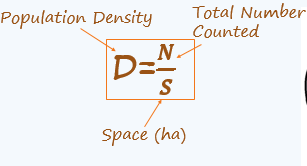 Population Density
Total Number
Counted
D=N/S
Space (ha)